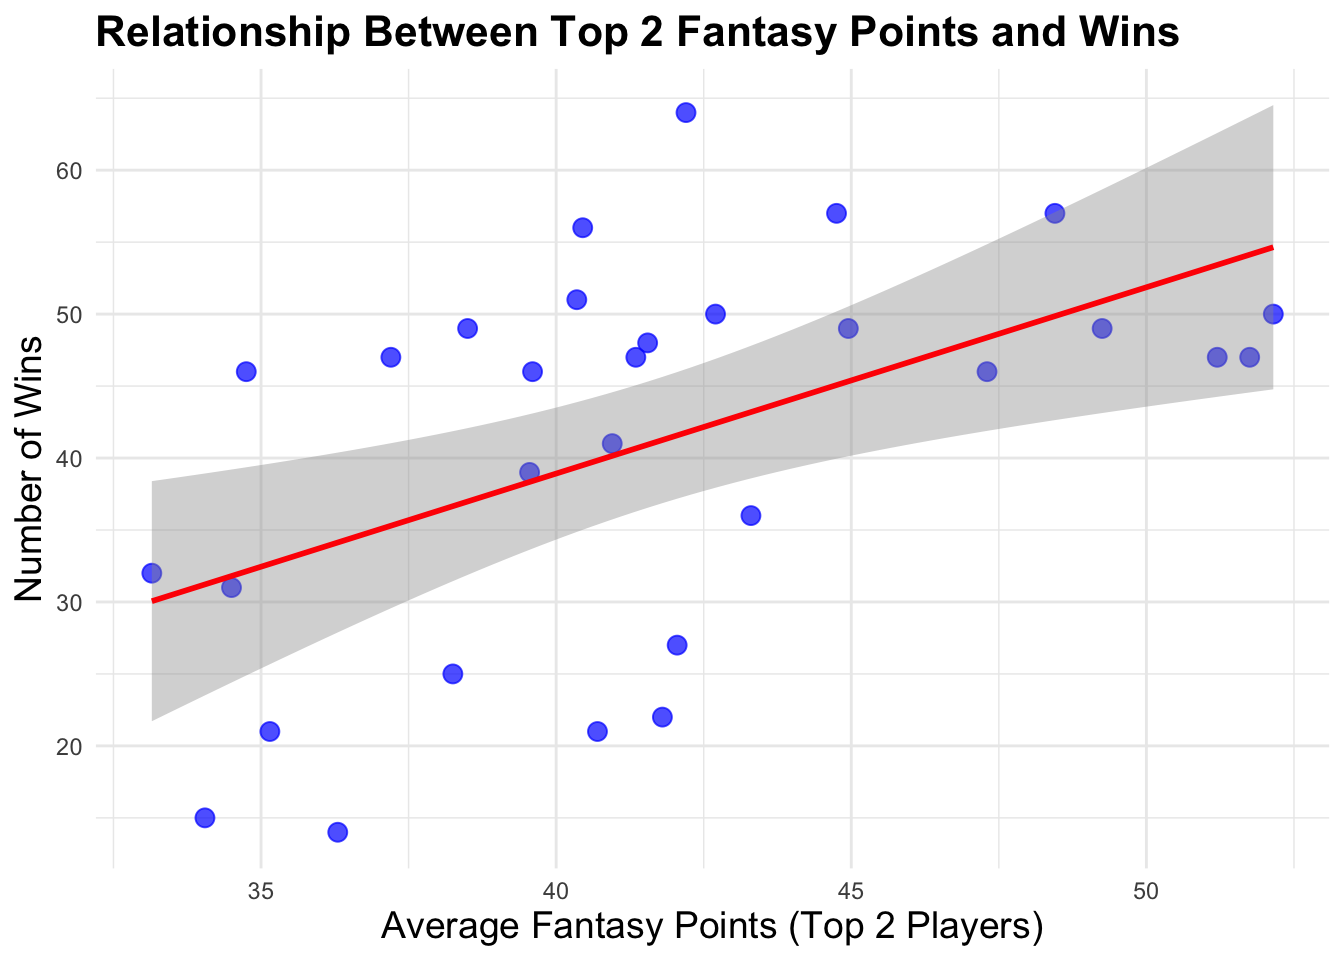 Relationship Between Top 2 Fantasy Points and Wins
Number of Wins
60
50
40
30
20
35 40 45 50
Average Fantasy Points (Top 2 Players)